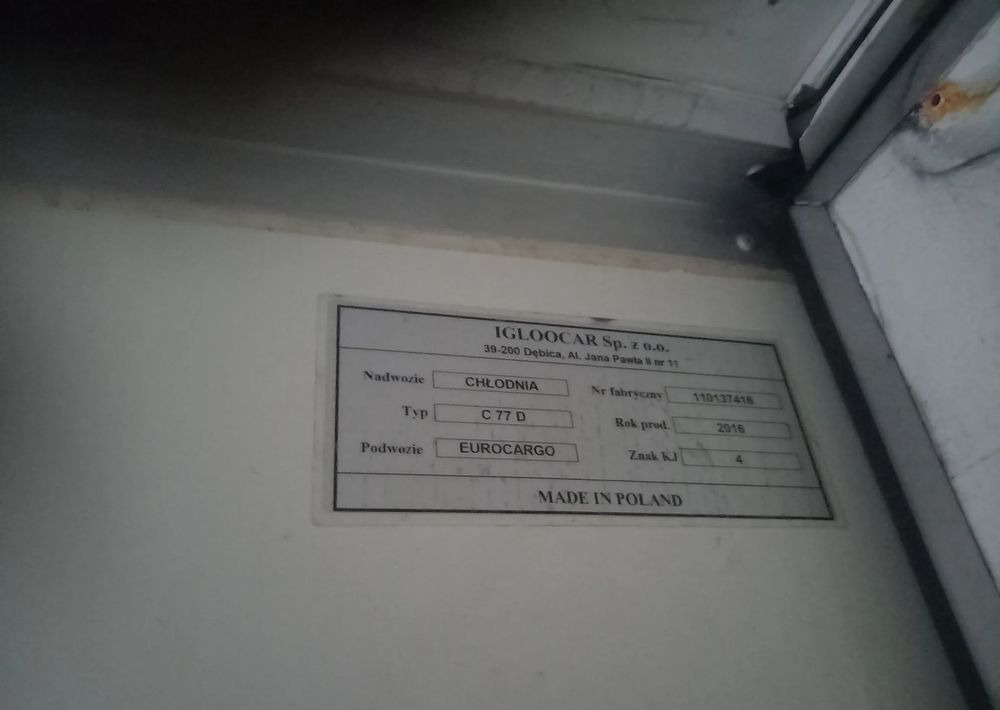 IGLOOCAR Sp. z o.o.
39-200 Dębica, Al. Jana Pawła II nr 11
Nadwozie CHŁODNIA Nr fabryczny 110137416
Typ C 77 D Rok prod. 2016
Podwozie EUROCARGO Znak KJ 4
MADE IN POLAND